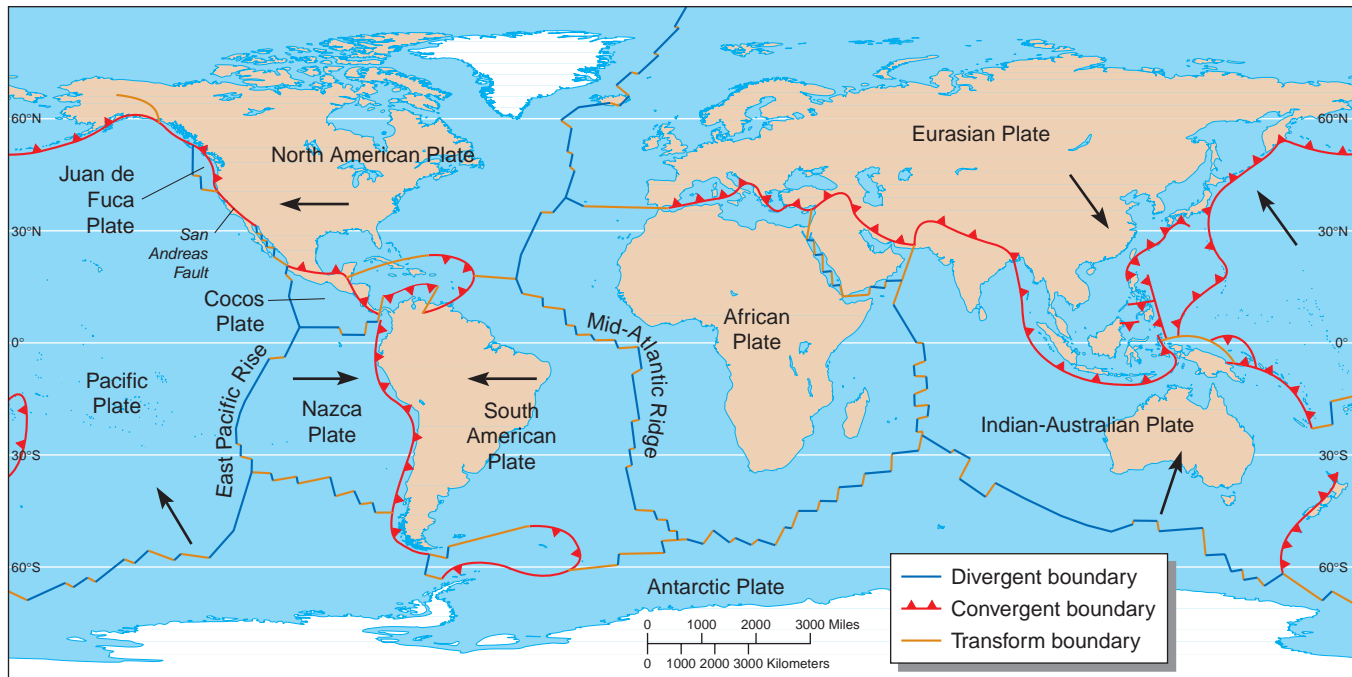 60°N
60°N
Eurasian Plate
North American Plate
Juan de
Fuca
Plate
San
Andreas
Fault
30°N
30°N
Cocos
Plate
African
Plate
Mid-Atlantic Ridge
0°
0°
East Pacific Rise
Pacific
Plate
Nazca
Plate
South
American
Plate
Indian-Australian Plate
30°S
30°S
60°S
60°S
Antarctic Plate
0 1000 2000 3000 Miles
0 1000 2000 3000 Kilometers
Divergent boundary
Convergent boundary
Transform boundary